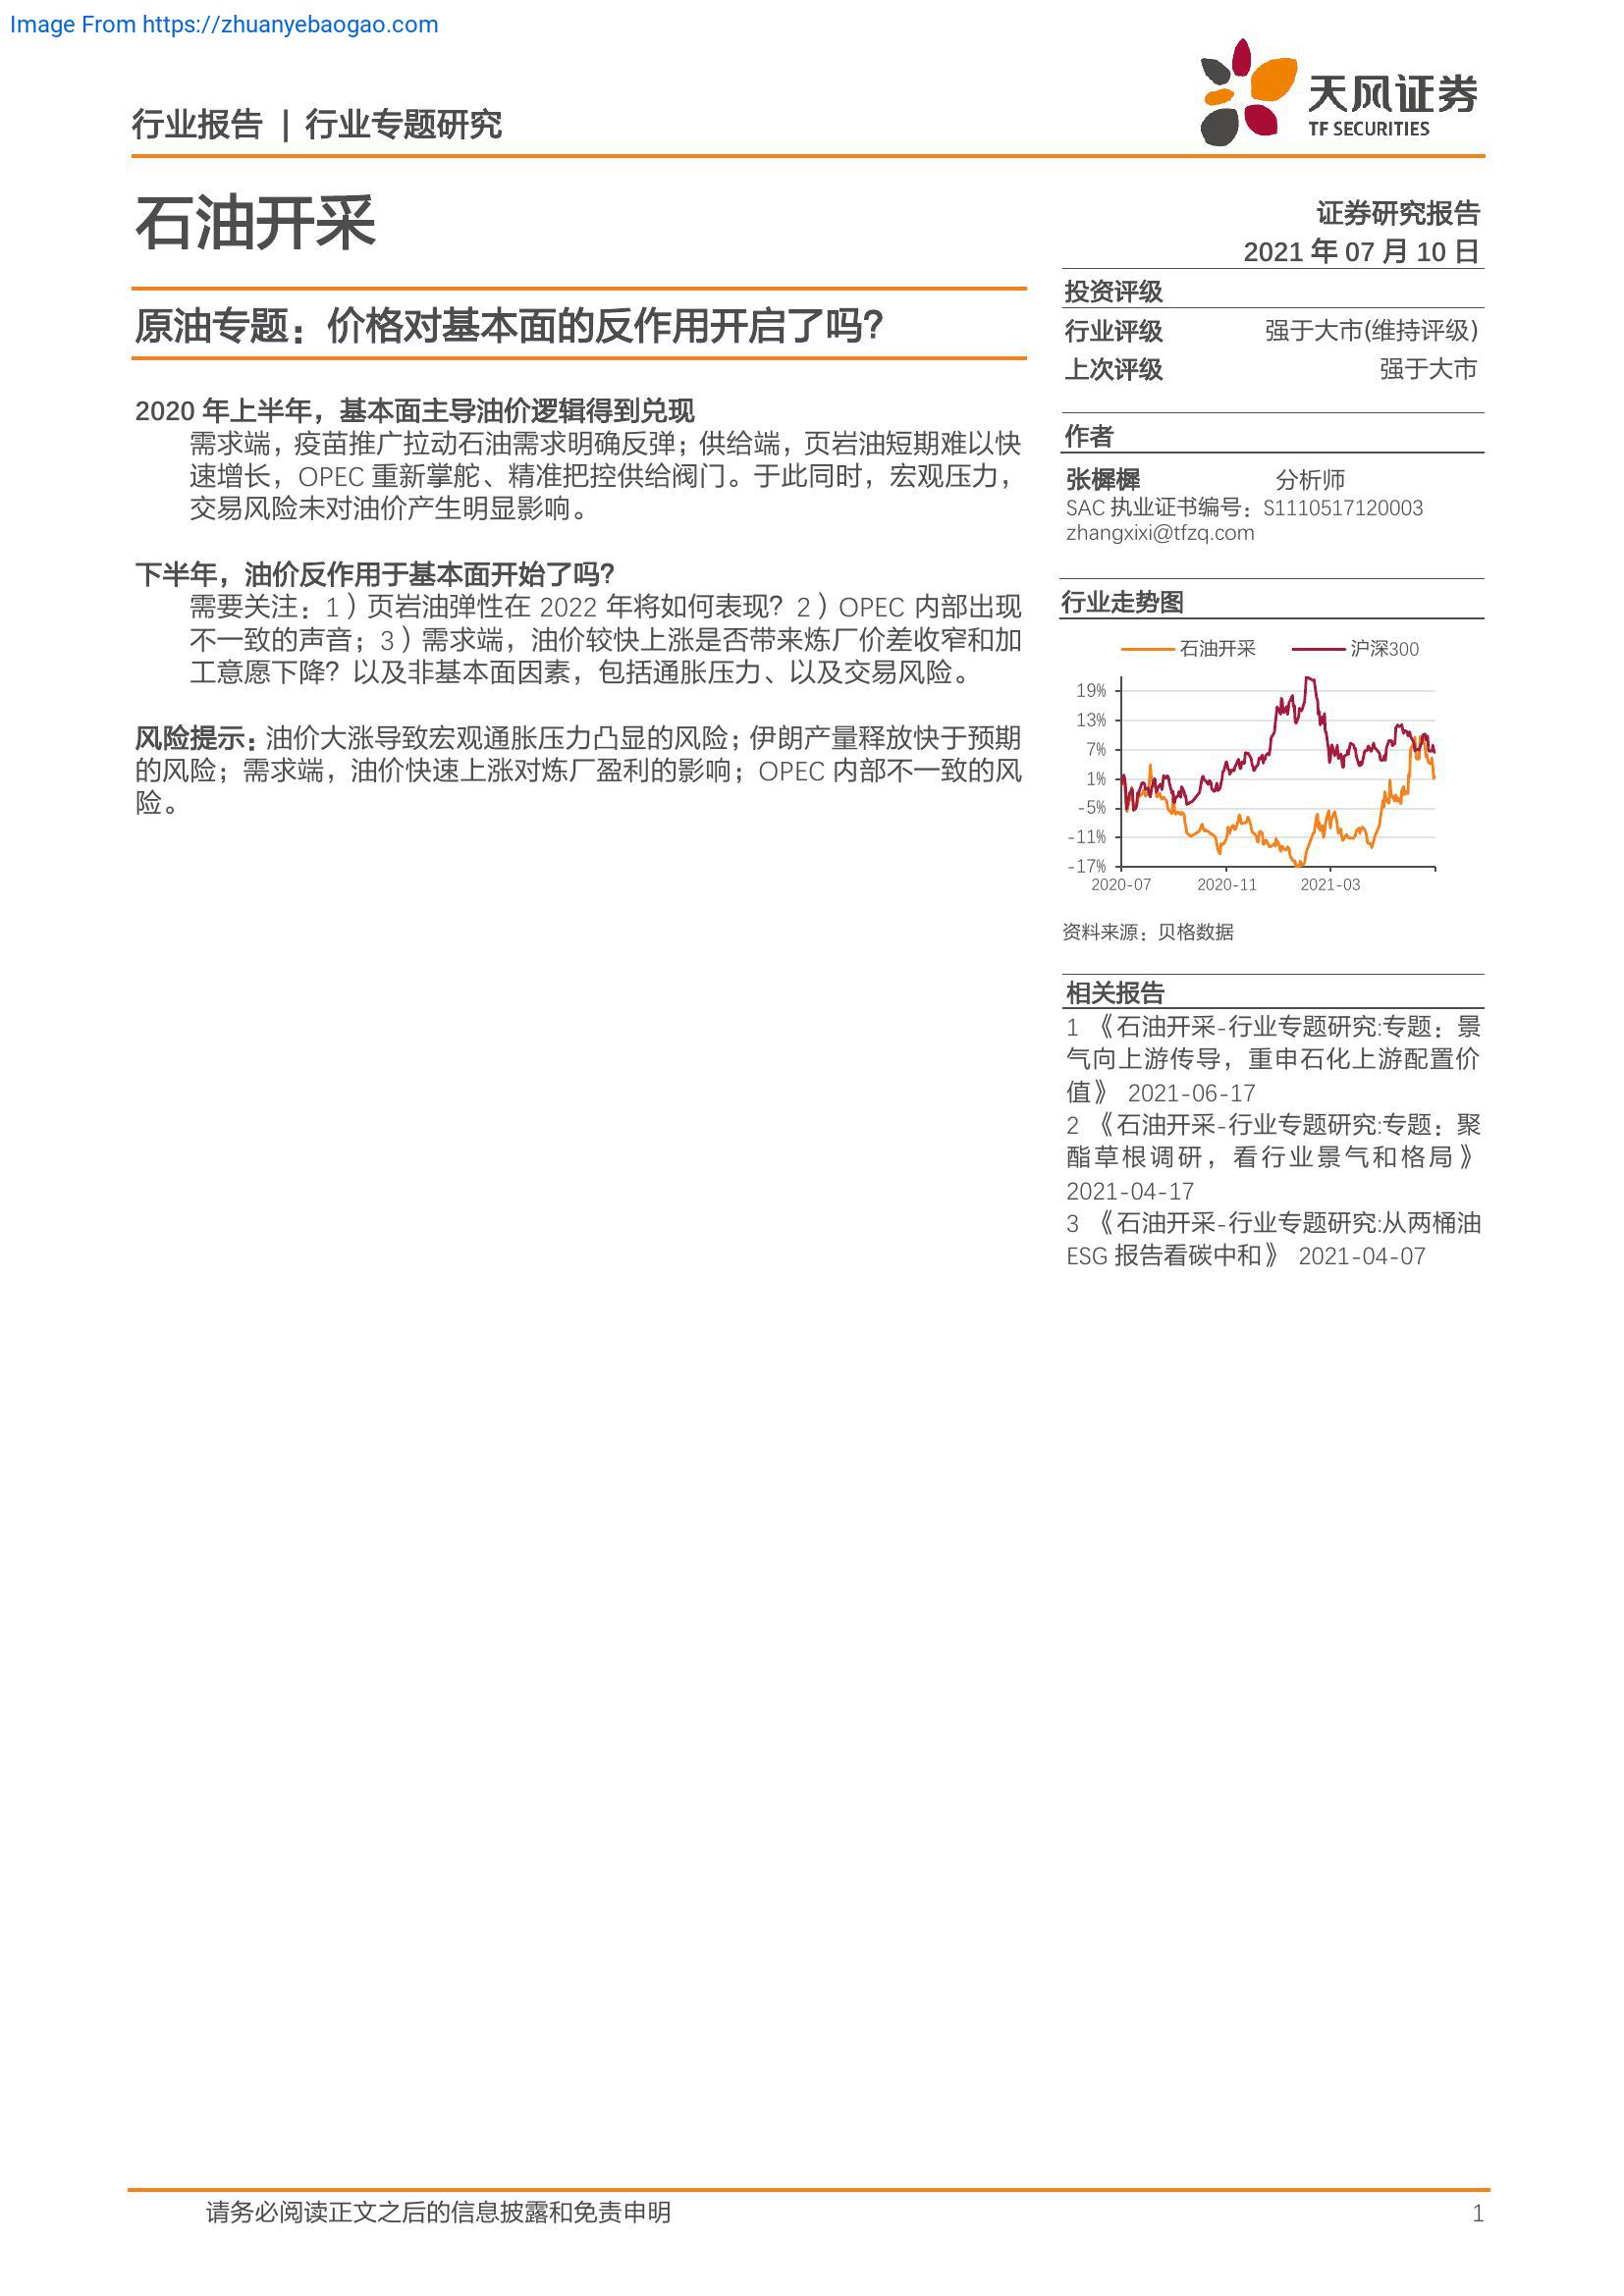 Image From https://zhuanyebaogao.com
行业报告 | 行业专题研究
天风证券
TF SECURITIES
石油开采
证券研究报告
2021 年 07 月 10 日
原油专题：价格对基本面的反作用开启了吗？
2020 年上半年，基本面主导油价逻辑得到兑现
需求端，疫苗推广拉动石油需求明确反弹；供给端，页岩油短期难以快
速增长，OPEC 重新掌舵、精准把控供给阀门。于此同时，宏观压力，
交易风险未对油价产生明显影响。
下半年，油价反作用于基本面开始了吗？
需要关注：1）页岩油弹性在 2022 年将如何表现？2）OPEC 内部出现
不一致的声音；3）需求端，油价较快上涨是否带来炼厂价差收窄和加
工意愿下降？以及非基本面因素，包括通胀压力、以及交易风险。
风险提示：油价大涨导致宏观通胀压力凸显的风险；伊朗产量释放快于预期
的风险；需求端，油价快速上涨对炼厂盈利的影响；OPEC 内部不一致的风
险。
投资评级
行业评级 强于大市(维持评级)
上次评级 强于大市
作者
张樨樨 分析师
SAC 执业证书编号：S1110517120003
zhangxixi@tfzq.com
行业走势图
石油开采 沪深300
19%
13%
7%
1%
-5%
-11%
-17%
2020-07 2020-11 2021-03
资料来源：贝格数据
相关报告
1 《石油开采-行业专题研究:专题：景
气向上游传导，重申石化上游配置价
值》 2021-06-17
2 《石油开采-行业专题研究:专题：聚
酯草根调研，看行业景气和格局》
2021-04-17
3 《石油开采-行业专题研究:从两桶油
ESG 报告看碳中和》 2021-04-07
请务必阅读正文之后的信息披露和免责申明 1